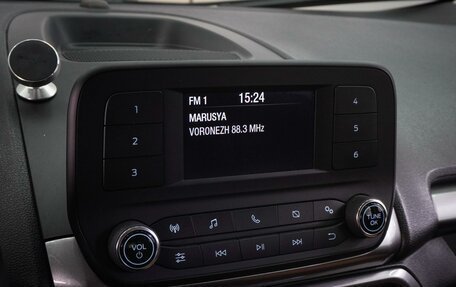 FM 1 15:24
MARUSYA
VORONEZH 88.3 MHz
1
2
3
4
5
6
VOL
TUNE
OK